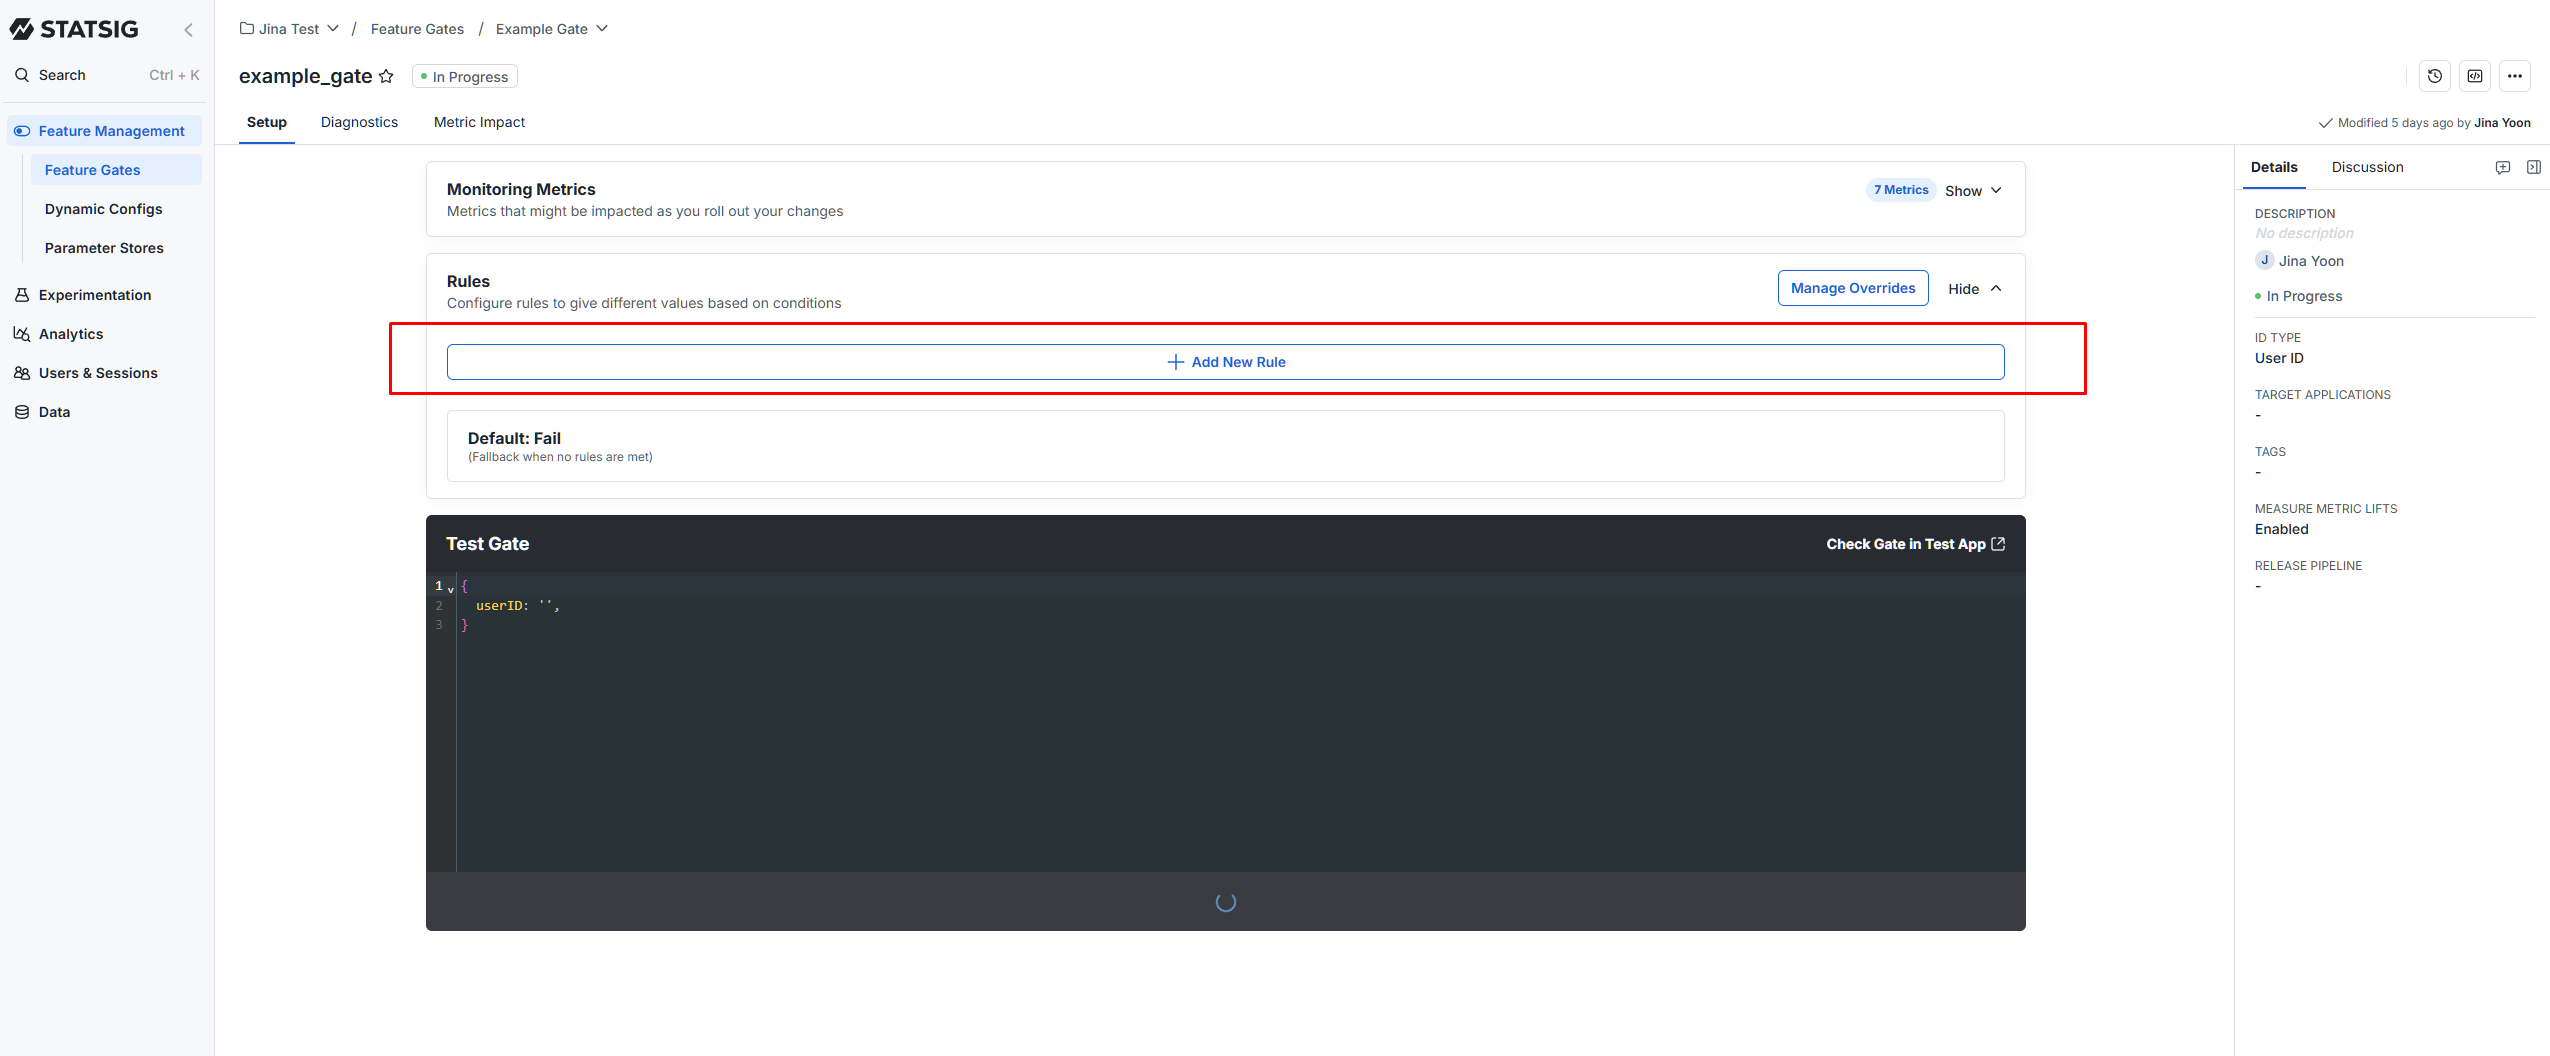 STATSIG
Search Ctrl + K
Feature Management
Feature Gates
Dynamic Configs
Parameter Stores
Experimentation
Analytics
Users & Sessions
Data
Jina Test / Feature Gates / Example Gate
example_gate In Progress
Setup Diagnostics Metric Impact
Modified 5 days ago by Jina Yoon
Monitoring Metrics
Metrics that might be impacted as you roll out your changes
7 Metrics Show
Rules
Configure rules to give different values based on conditions
Manage Overrides Hide
Add New Rule
Default: Fail
(Fallback when no rules are met)
Test Gate
Check Gate in Test App
1 {
2 userID: '',
3 }
Details Discussion
DESCRIPTION
No description
J Jina Yoon
In Progress
ID TYPE
User ID
TARGET APPLICATIONS
-
TAGS
-
MEASURE METRIC LIFTS
Enabled
RELEASE PIPELINE
-